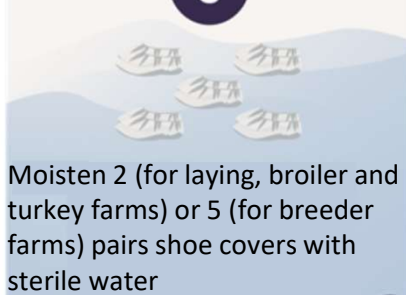 Moisten 2 (for laying, broiler and
turkey farms) or 5 (for breeder
farms) pairs shoe covers with
sterile water